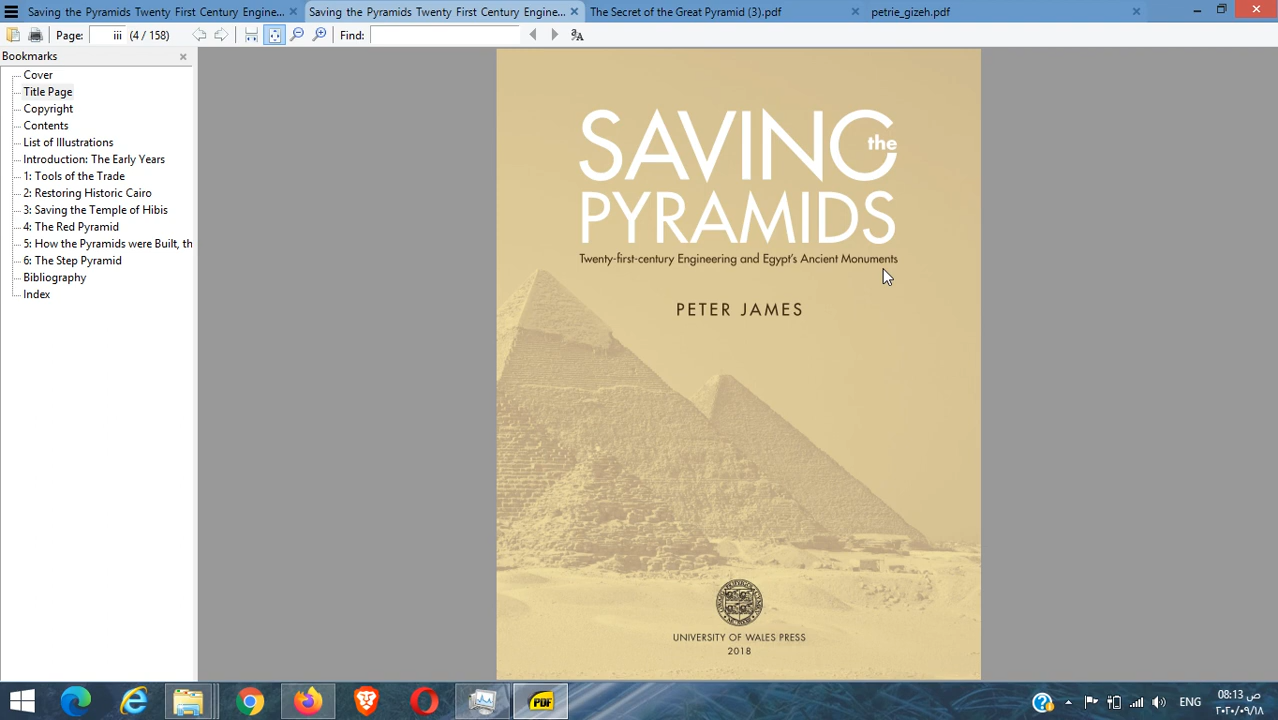 Saving the Pyramids Twenty First Century Engine...
Saving the Pyramids Twenty First Century Engine...
The Secret of the Great Pyramid (3).pdf
petrie_gizeh.pdf
Page: iii (4 / 158)
Find:
Bookmarks
Cover
Title Page
Copyright
Contents
List of Illustrations
Introduction: The Early Years
1: Tools of the Trade
2: Restoring Historic Cairo
3: Saving the Temple of Hibis
4: The Red Pyramid
5: How the Pyramids were Built, th
6: The Step Pyramid
Bibliography
Index
SAVING the
PYRAMIDS
Twenty-first-century Engineering and Egypt's Ancient Monuments
PETER JAMES
UNIVERSITY OF WALES PRESS
2018
PDF
ENG
08:13 ص
٢٠٢٠/٠٩/١٨